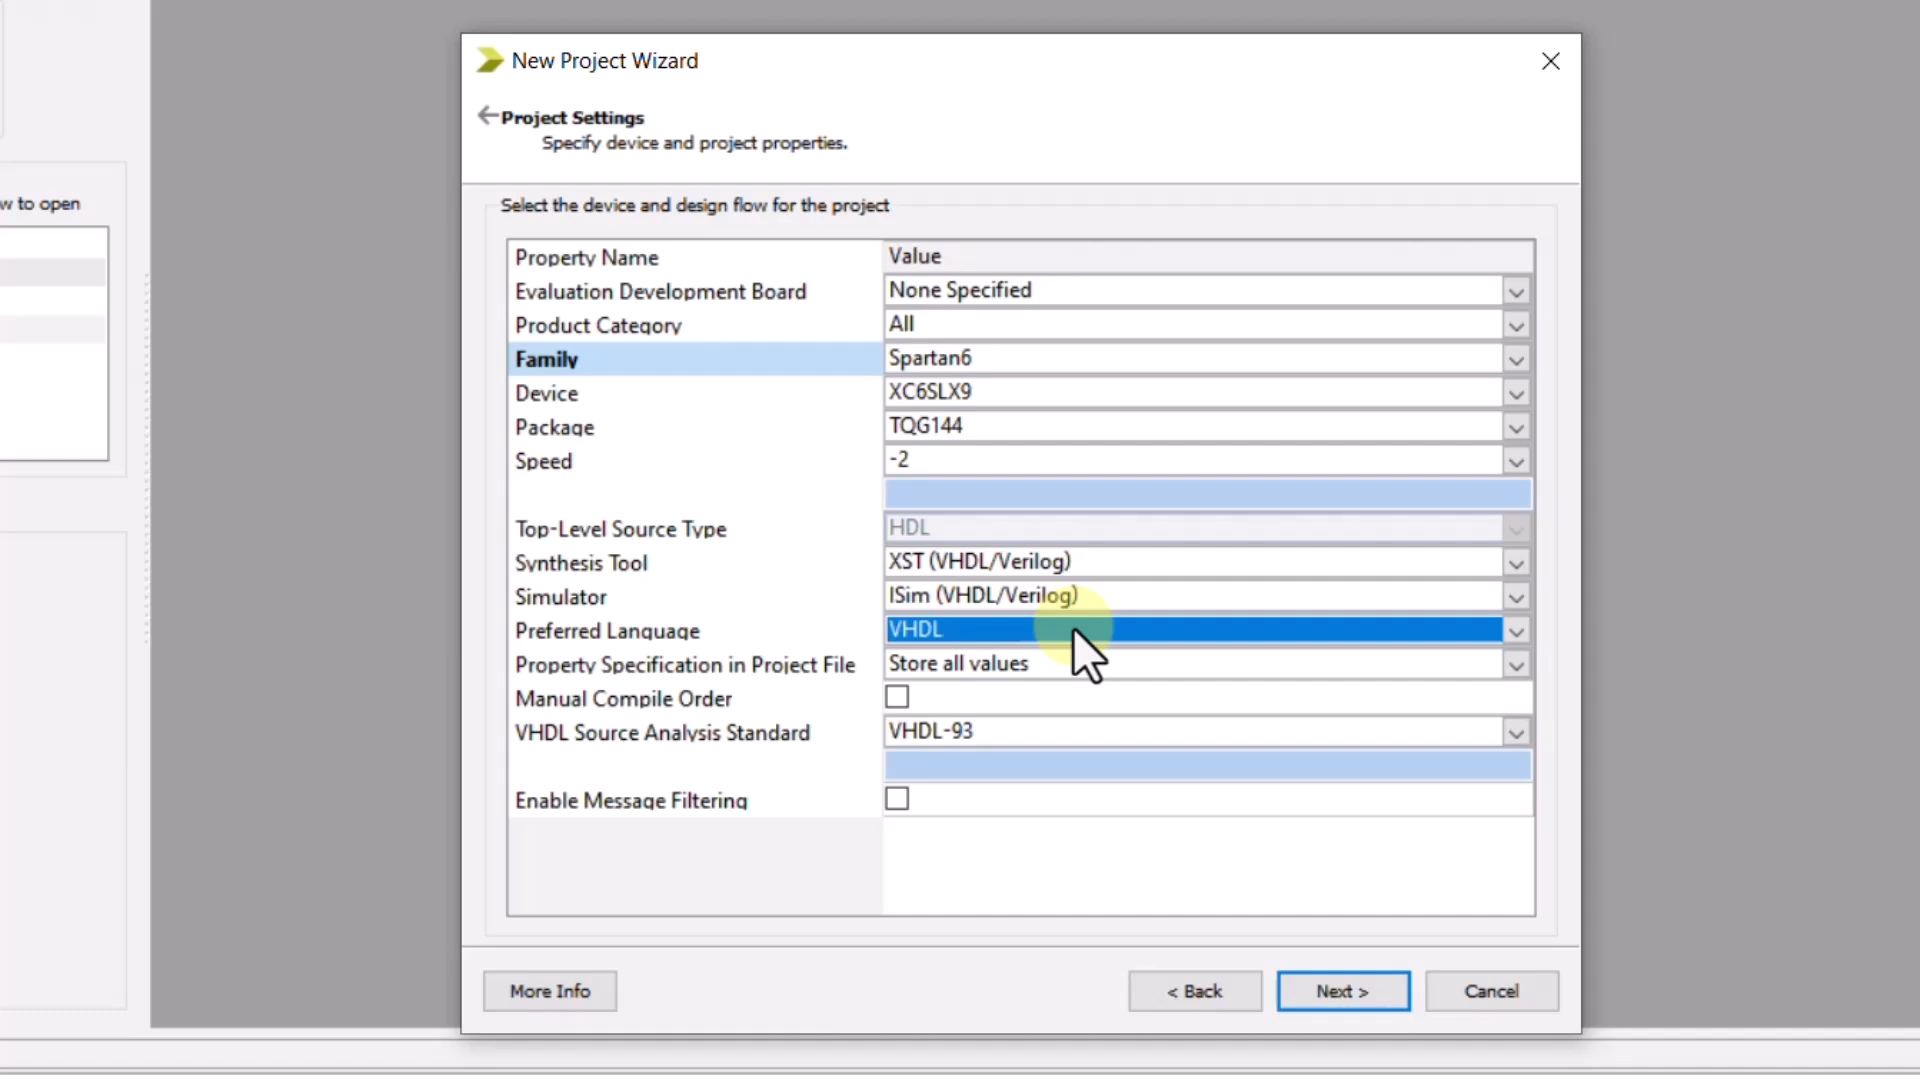 New Project Wizard
Project Settings
Specify device and project properties.
w to open
Select the device and design flow for the project
Property Name Value
Evaluation Development Board None Specified
Product Category All
Family Spartan6
Device XC6SLX9
Package TQG144
Speed -2
Top-Level Source Type HDL
Synthesis Tool XST (VHDL/Verilog)
Simulator ISim (VHDL/Verilog)
Preferred Language VHDL
Property Specification in Project File Store all values
Manual Compile Order
VHDL Source Analysis Standard VHDL-93
Enable Message Filtering
More Info < Back Next > Cancel